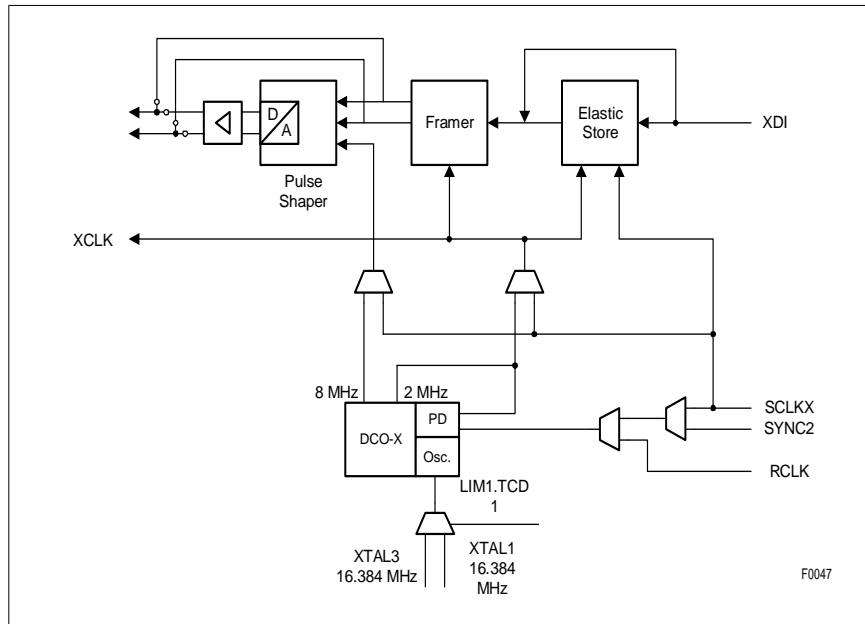 D
A
Framer
Elastic
Store
XDI
Pulse
Shaper
XCLK
8 MHz
2 MHz
DCO-X
PD
Osc.
SCLKX
SYNC2
RCLK
LIM1.TCD
1
XTAL3
16.384 MHz
XTAL1
16.384
MHz
F0047